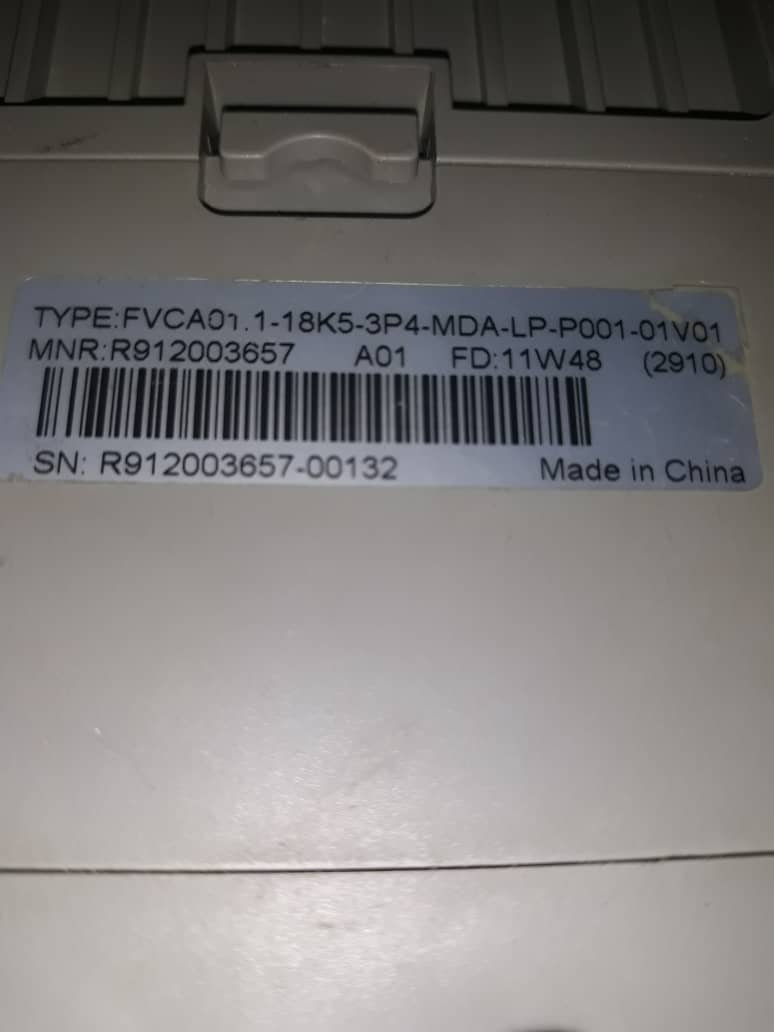 TYPE:FVCA01.1-18K5-3P4-MDA-LP-P001-01V01
MNR:R912003657 A01 FD:11W48 (2910)
SN: R912003657-00132 Made in China